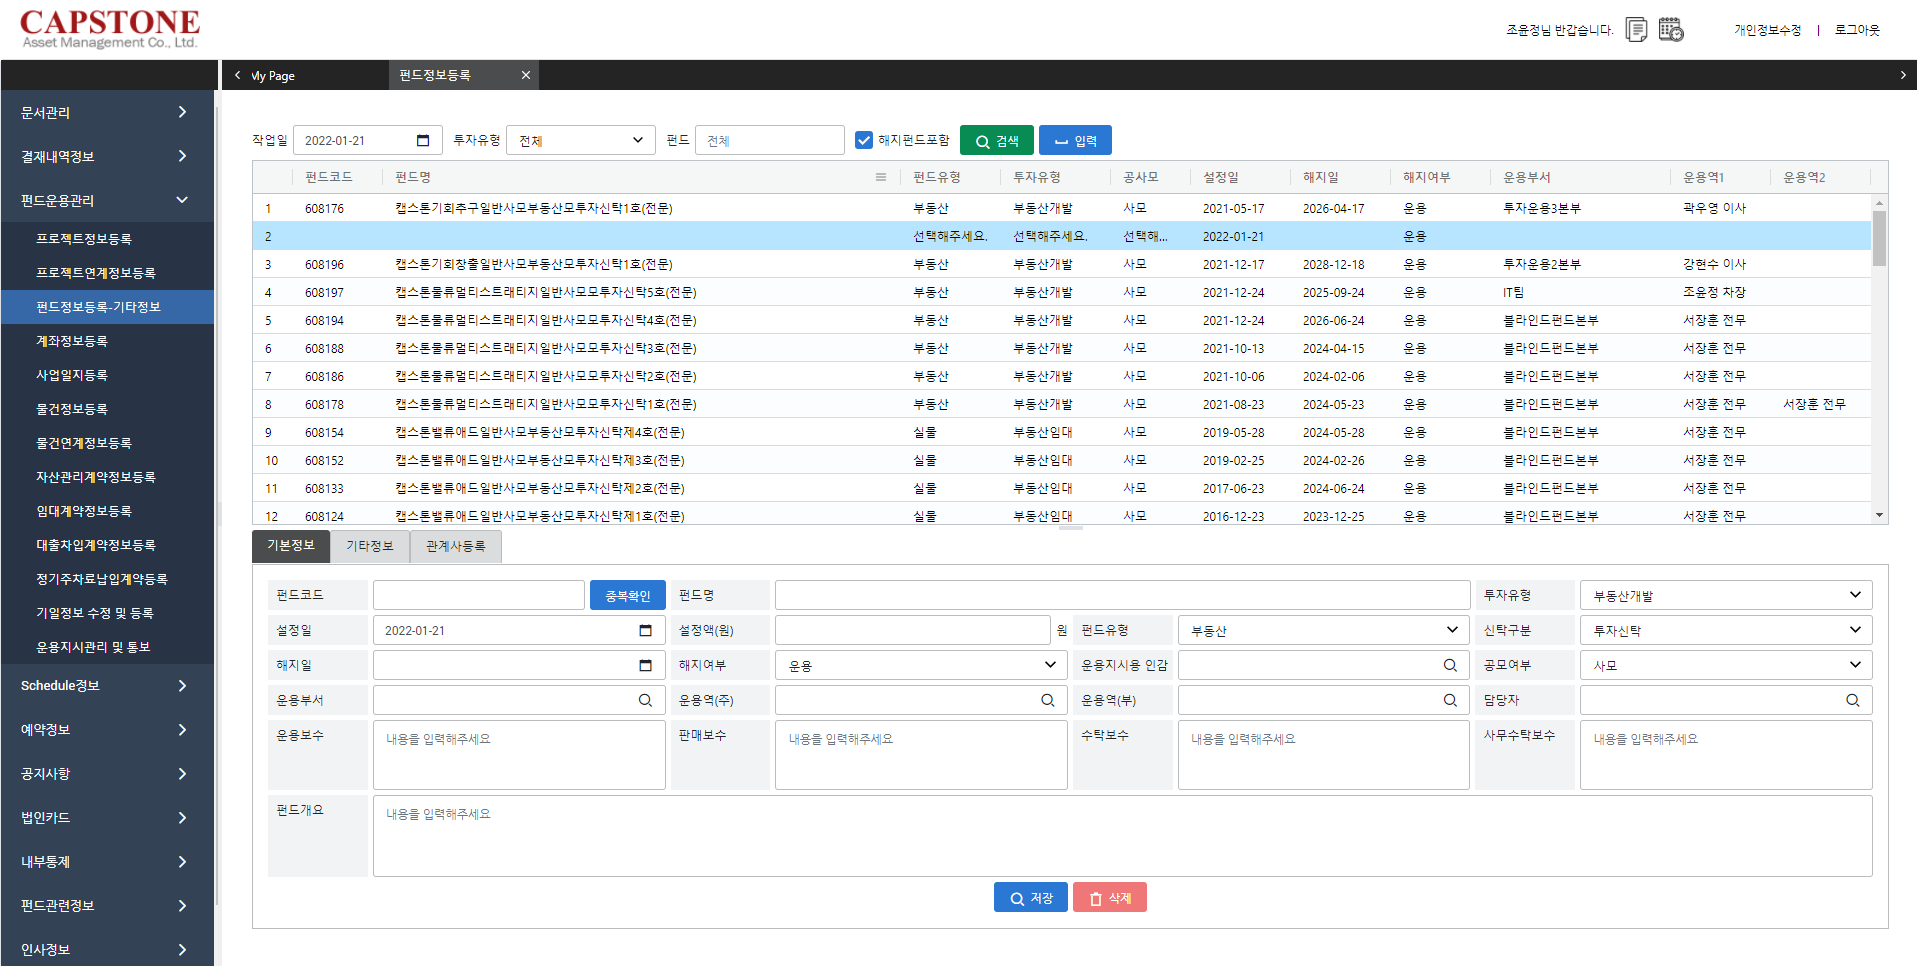 CAPSTONE
Asset Management Co., Ltd.
조윤정님 반갑습니다.
개인정보수정 | 로그아웃
My Page
펀드정보등록
문서관리
결재내역정보
펀드운용관리
프로젝트정보등록
프로젝트연계정보등록
펀드정보등록-기타정보
계좌정보등록
사업일지등록
물건정보등록
물건연계정보등록
자산관리계약정보등록
임대계약정보등록
대출차입계약정보등록
정기주차료납입계약등록
기일정보 수정 및 등록
운용지시관리 및 통보
Schedule정보
예약정보
공지사항
법인카드
내부통제
펀드관련정보
인사정보
작업일 2022-01-21 투자유형 전체 펀드 전체 해지펀드포함 검색 입력
펀드코드 펀드명 펀드유형 투자유형 공사모 설정일 해지일 해지여부 운용부서 운용역1 운용역2
1 608176 캡스톤기회추구일반사모부동산모투자신탁1호(전문) 부동산 부동산개발 사모 2021-05-17 2026-04-17 운용 투자운용3본부 곽우영 이사
2 선택해주세요. 선택해주세요. 선택해... 2022-01-21 운용
3 608196 캡스톤기회창출일반사모부동산모투자신탁1호(전문) 부동산 부동산개발 사모 2021-12-17 2028-12-18 운용 투자운용2본부 강현수 이사
4 608197 캡스톤물류멀티스트래티지일반사모모투자신탁5호(전문) 부동산 부동산개발 사모 2021-12-24 2025-09-24 운용 IT팀 조윤정 차장
5 608194 캡스톤물류멀티스트래티지일반사모모투자신탁4호(전문) 부동산 부동산개발 사모 2021-12-24 2026-06-24 운용 블라인드펀드본부 서장훈 전무
6 608188 캡스톤물류멀티스트래티지일반사모모투자신탁3호(전문) 부동산 부동산개발 사모 2021-10-13 2024-04-15 운용 블라인드펀드본부 서장훈 전무
7 608186 캡스톤물류멀티스트래티지일반사모모투자신탁2호(전문) 부동산 부동산개발 사모 2021-10-06 2024-02-06 운용 블라인드펀드본부 서장훈 전무
8 608178 캡스톤물류멀티스트래티지일반사모모투자신탁1호(전문) 부동산 부동산개발 사모 2021-08-23 2024-05-23 운용 블라인드펀드본부 서장훈 전무 서장훈 전무
9 608154 캡스톤밸류애드일반사모부동산모투자신탁제4호(전문) 실물 부동산임대 사모 2019-05-28 2024-05-28 운용 블라인드펀드본부 서장훈 전무
10 608152 캡스톤밸류애드일반사모부동산모투자신탁제3호(전문) 실물 부동산임대 사모 2019-02-25 2024-02-26 운용 블라인드펀드본부 서장훈 전무
11 608133 캡스톤밸류애드일반사모부동산모투자신탁제2호(전문) 실물 부동산임대 사모 2017-06-23 2024-06-24 운용 블라인드펀드본부 서장훈 전무
12 608124 캡스톤밸류애드일반사모부동산모투자신탁제1호(전문) 실물 부동산임대 사모 2016-12-23 2023-12-25 운용 블라인드펀드본부 서장훈 전무
기본정보 기타정보 관계사등록
펀드코드 중복확인 펀드명 투자유형 부동산개발
설정일 2022-01-21 설정액(원) 원 펀드유형 부동산 신탁구분 투자신탁
해지일 해지여부 운용 운용지시용 인감 공모여부 사모
운용부서 운용역(주) 운용역(부) 담당자
운용보수 내용을 입력해주세요 판매보수 내용을 입력해주세요 수탁보수 내용을 입력해주세요 사무수탁보수 내용을 입력해주세요
펀드개요 내용을 입력해주세요
저장 삭제